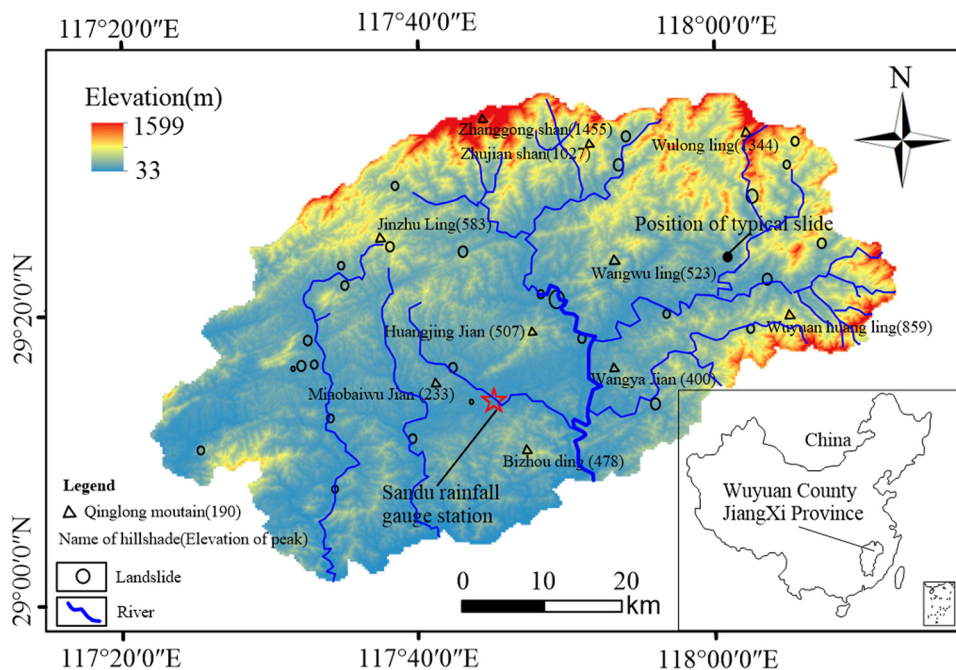 117°20′0″E
117°40′0″E
118°0′0″E
Elevation(m)
1599
33
N
Zhanggong shan(1455)
Zhujian shan(1027)
Wulong ling(1344)
Jinzhu Ling(583)
Position of typical slide
Wangwu ling(523)
29°20′0″N
Huangjing Jian (507)
Wuyuan huang ling(859)
Wangya Jian (400)
Miaobaiwu Jian (233)
Bizhou ding (478)
Sandu rainfall
gauge station
Legend
Qinglong moutain(190)
Name of hillshade(Elevation of peak)
Landslide
River
0 10 20
km
China
Wuyuan County
JiangXi Province
29°0′0″N
117°20′0″E
117°40′0″E
118°0′0″E